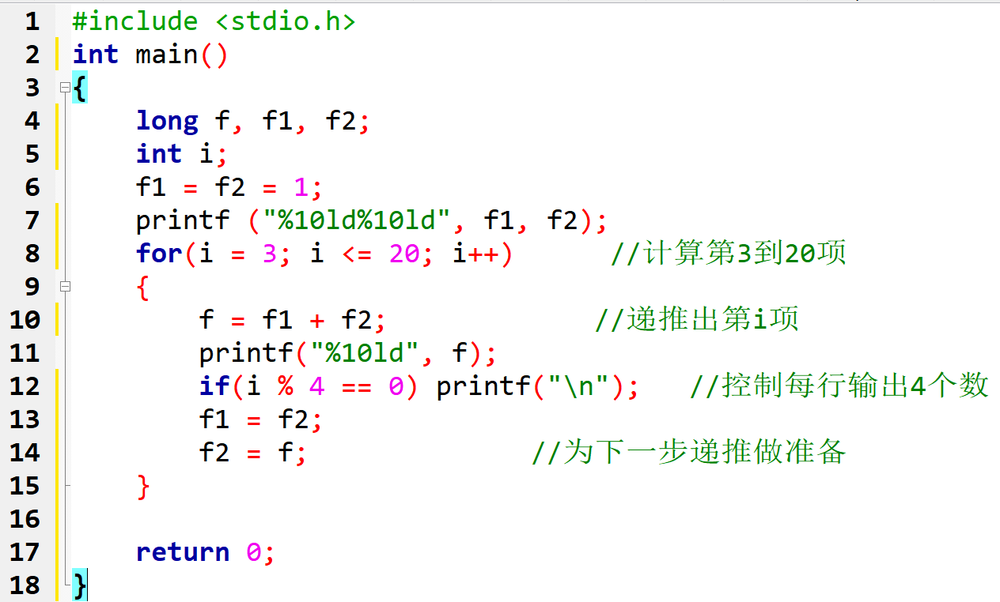 1 #include <stdio.h>
2 int main()
3 {
4 long f, f1, f2;
5 int i;
6 f1 = f2 = 1;
7 printf ("%10ld%10ld", f1, f2);
8 for(i = 3; i <= 20; i++) //计算第3到20项
9 {
10 f = f1 + f2; //递推出第i项
11 printf("%10ld", f);
12 if(i % 4 == 0) printf("\n"); //控制每行输出4个数
13 f1 = f2;
14 f2 = f; //为下一步递推做准备
15 }
16
17 return 0;
18 }